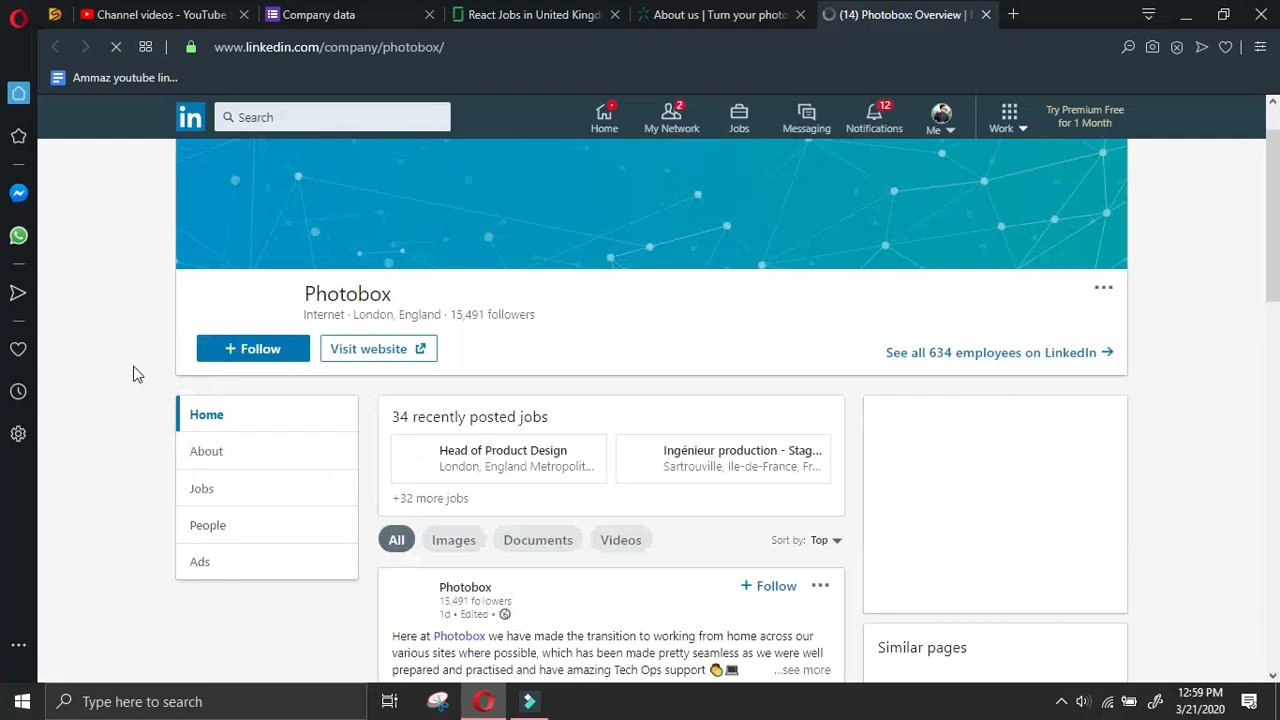 Channel videos - YouTube S
Company data
React Jobs in United Kingd
About us | Turn your photo
(14) Photobox: Overview |
www.linkedin.com/company/photobox/
Ammaz youtube lin...
in
Search
Home
2
My Network
Jobs
Messaging
12
Notifications
Me
Work
Try Premium Free
for 1 Month
Photobox
Internet · London, England · 15,491 followers
+ Follow
Visit website
See all 634 employees on LinkedIn →
Home
About
Jobs
People
Ads
34 recently posted jobs
Head of Product Design
London, England Metropolit...
Ingénieur production - Stag...
Sartrouville, Ile-de-France, Fr...
+32 more jobs
All
Images
Documents
Videos
Sort by: Top
Photobox
15,491 followers
1d • Edited •
+ Follow
Here at Photobox we have made the transition to working from home across our
various sites where possible, which has been made pretty seamless as we were well
prepared and practised and have amazing Tech Ops support 👏💻 ...see more
Similar pages
Type here to search
12:59 PM
3/21/2020